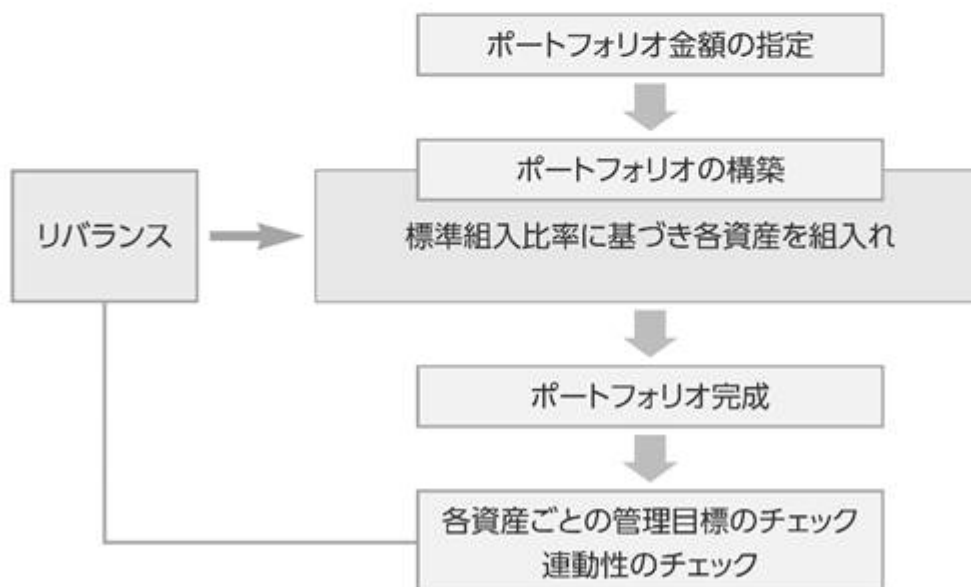 ポートフォリオ金額の指定
ポートフォリオの構築
リバランス
標準組入比率に基づき各資産を組入れ
ポートフォリオ完成
各資産ごとの管理目標のチェック
連動性のチェック